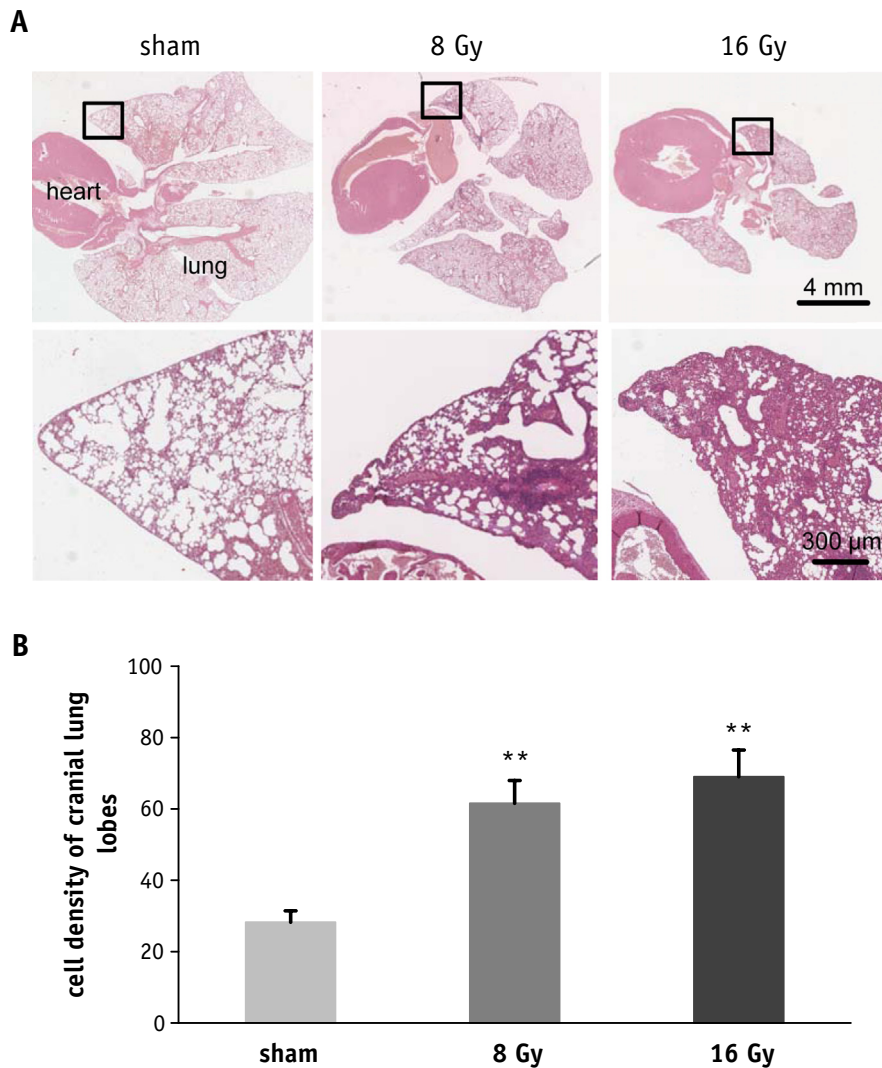 A
sham 8 Gy 16 Gy
heart
lung
4 mm
300 µm
B
cell density of cranial lung
lobes
100
80
60
40
20
0
**
**
sham 8 Gy 16 Gy